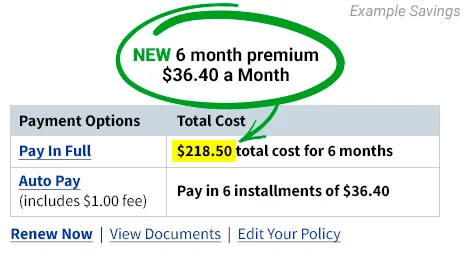 Example Savings
NEW 6 month premium
$36.40 a Month
Payment Options Total Cost
Pay In Full $218.50 total cost for 6 months
Auto Pay
(includes $1.00 fee) Pay in 6 installments of $36.40
Renew Now | View Documents | Edit Your Policy